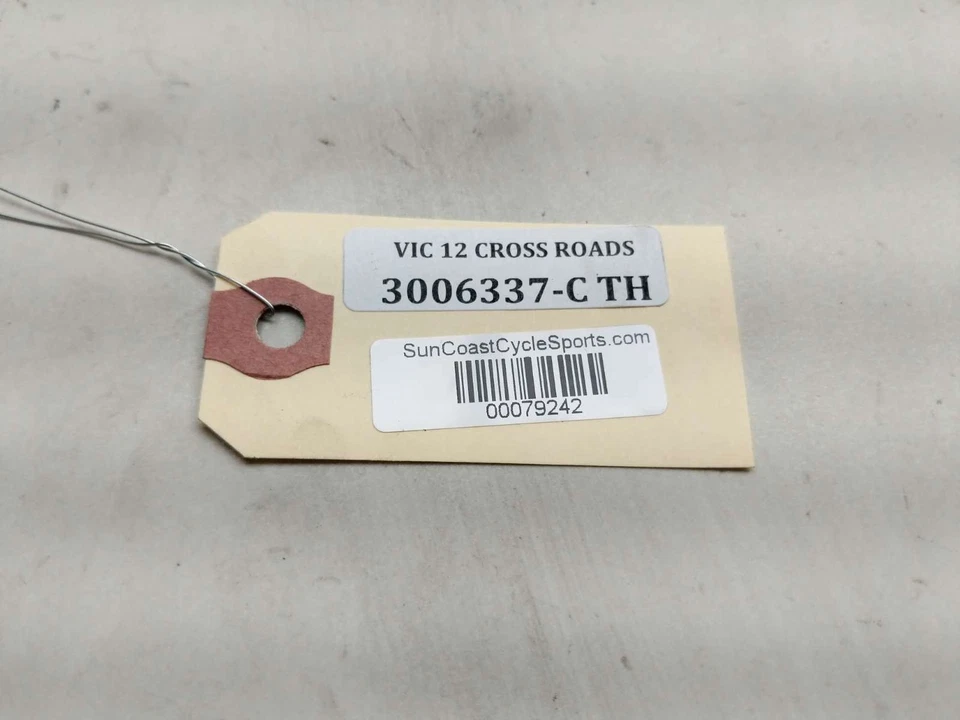 VIC 12 CROSS ROADS
3006337-C TH
SunCoastCycleSports.com
00079242